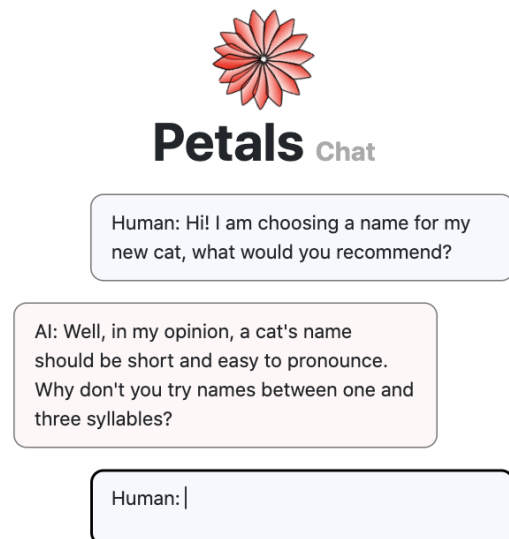 Petals Chat
Human: Hi! I am choosing a name for my
new cat, what would you recommend?
AI: Well, in my opinion, a cat's name
should be short and easy to pronounce.
Why don't you try names between one and
three syllables?
Human: